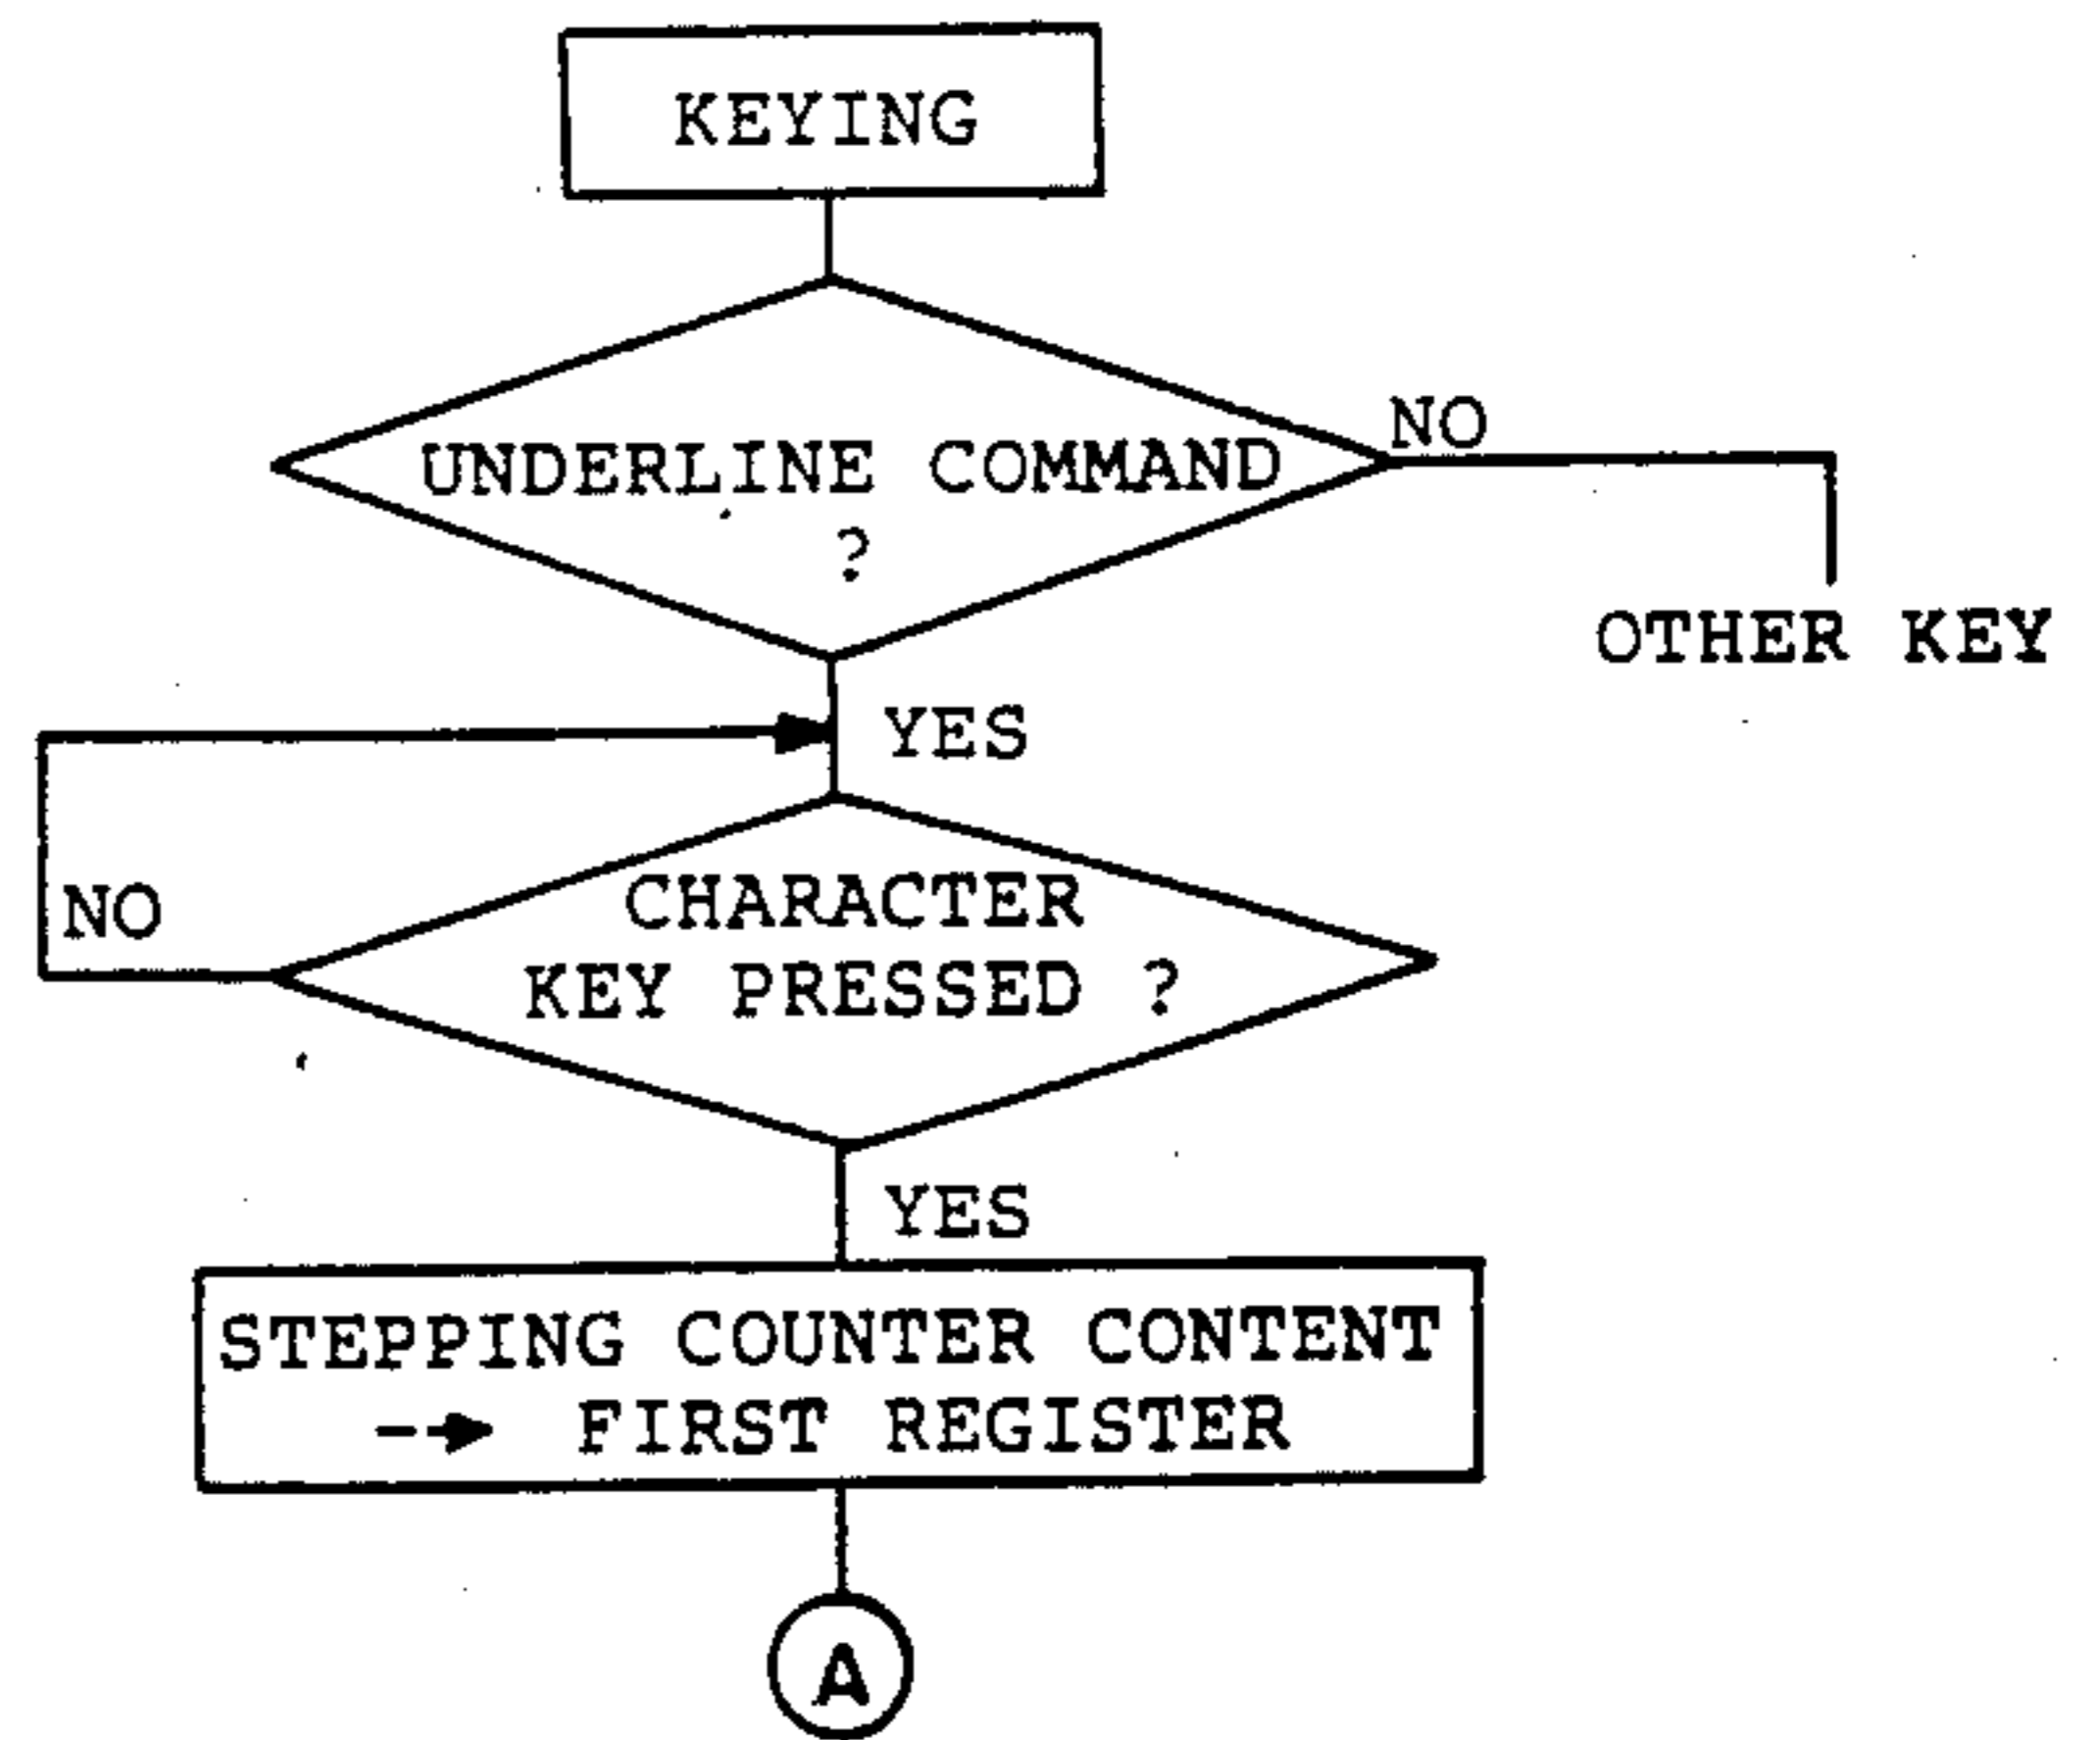 KEYING
UNDERLINE COMMAND
?
NO
OTHER KEY
YES
CHARACTER
KEY PRESSED ?
NO
YES
STEPPING COUNTER CONTENT
--→ FIRST REGISTER
A